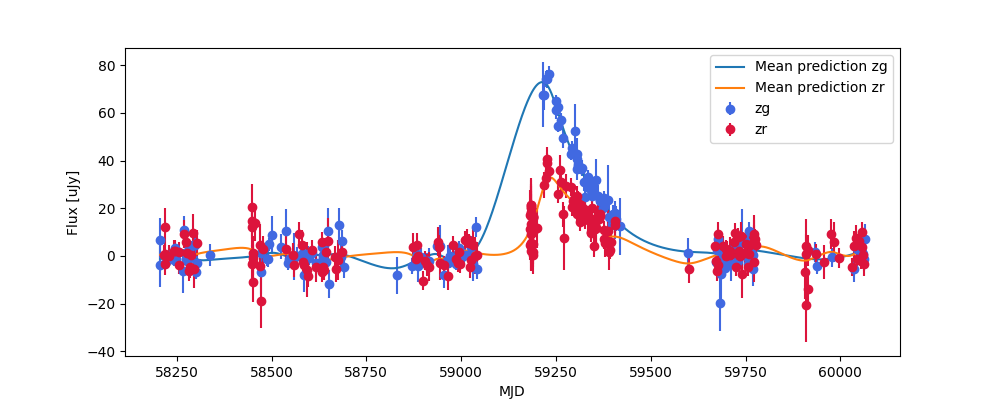 80
60
40
20
0
−20
−40
Flux [uJy]
58250
58500
58750
59000
59250
59500
59750
60000
MJD
Mean prediction zg
Mean prediction zr
zg
zr